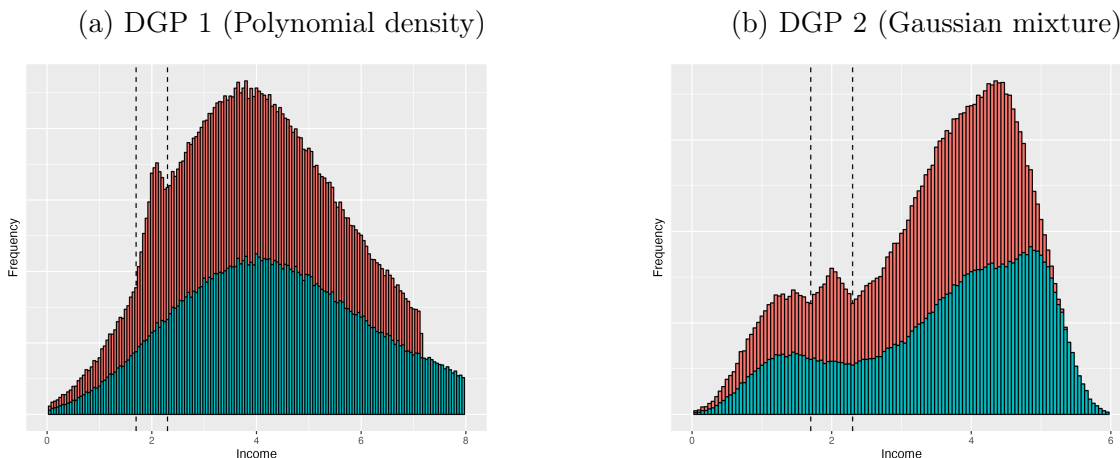 (a) DGP 1 (Polynomial density)
Frequency
0 2 4 6 8
Income
(b) DGP 2 (Gaussian mixture)
Frequency
0 2 4 6
Income